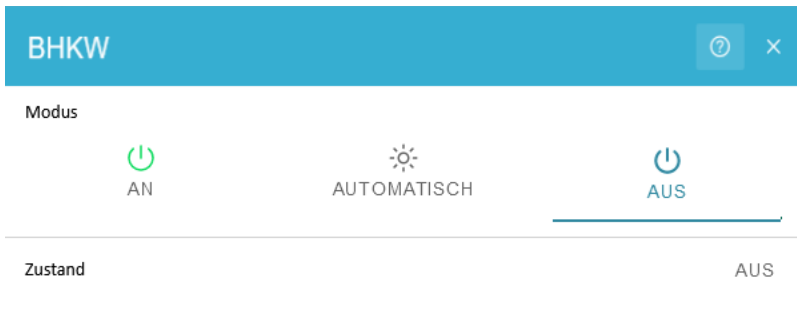 BHKW
Modus
AN
AUTOMATISCH
AUS
Zustand AUS